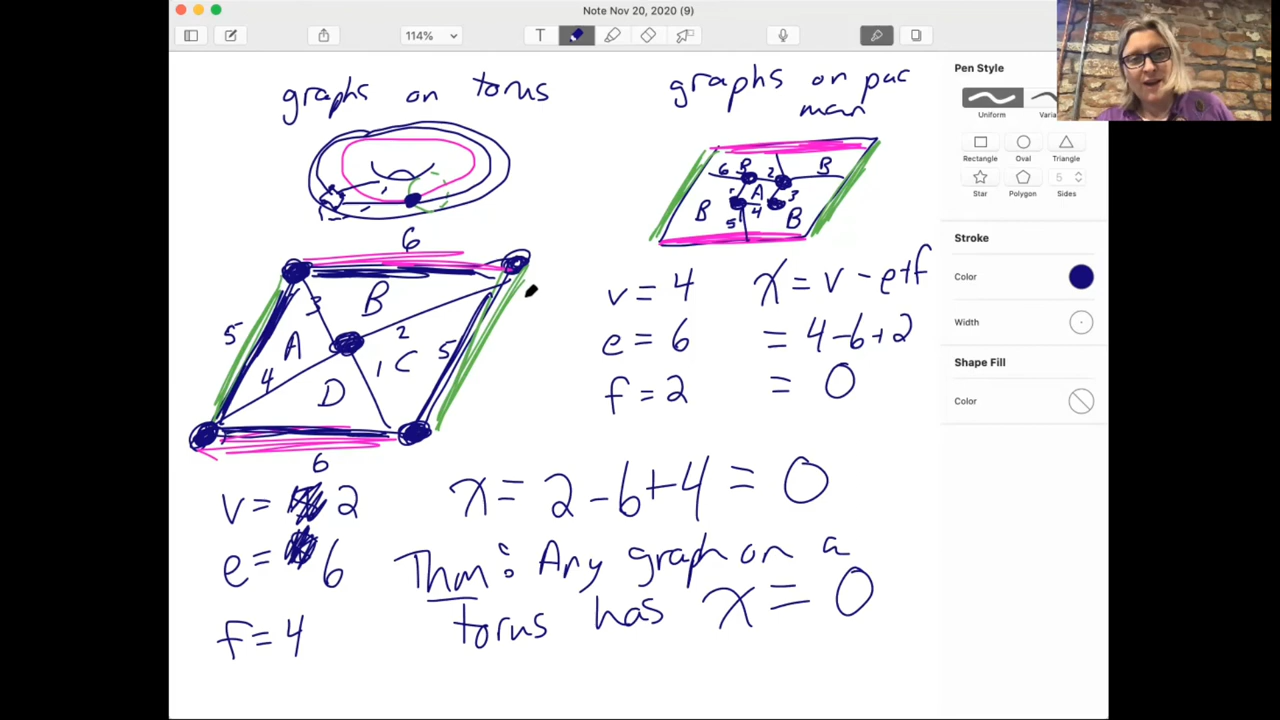 Note Nov 20, 2020 (9)
114%
T
graphs on torus
graphs on pac
man
6 B 2 B
A 3
B 5 4 B
6
3 B
5 A 2
4 1 C 5
D
6
v = 2
e = 6
f = 4
v = 4
e = 6
f = 2
χ = v - e+f
= 4-6+2
= 0
χ = 2-6+4 = 0
Thm: Any graph on a
torus has χ = 0
Pen Style
Uniform
Varia
Rectangle
Oval
Triangle
Star
Polygon
5
Sides
Stroke
Color
Width
Shape Fill
Color